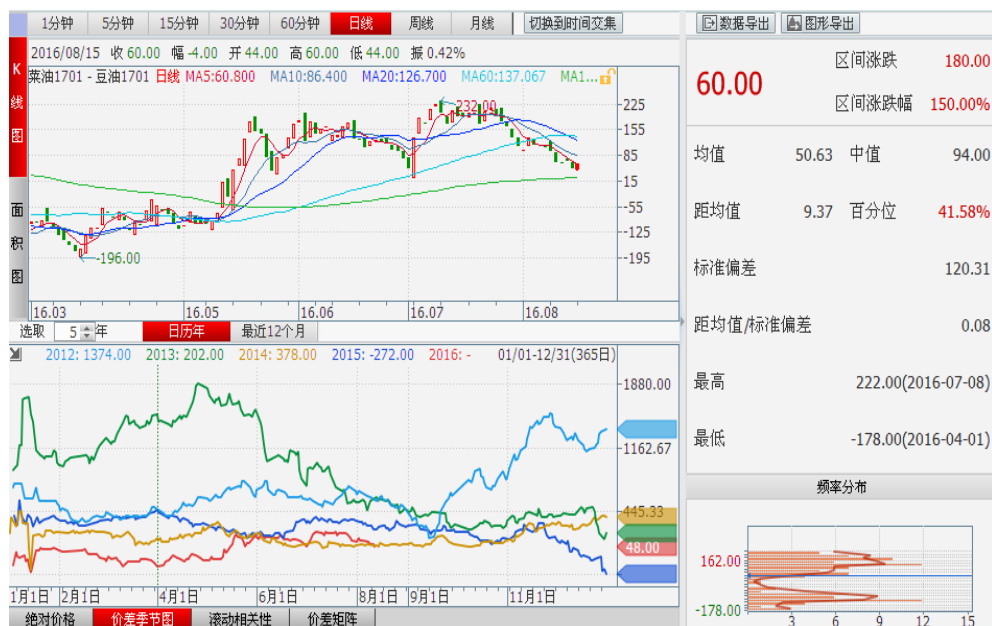 1分钟 5分钟 15分钟 30分钟 60分钟 日线 周线 月线 切换到时间交集 数据导出 图形导出
2016/08/15 收 60.00 幅 -4.00 开 44.00 高 60.00 低 44.00 振 0.42%
菜油1701 - 豆油1701 日线 MA5:60.800 MA10:86.400 MA20:126.700 MA60:137.067 MA1...
K线图
面积图
232.00
-196.00
225
155
85
15
-55
-125
-195
16.03 16.05 16.06 16.07 16.08
选取 5 年 日历年 最近12个月
2012: 1374.00 2013: 202.00 2014: 378.00 2015: -272.00 2016: - 01/01-12/31(365日)
1880.00
1162.67
445.33
48.00
1月1日 2月1日 4月1日 6月1日 8月1日 9月1日 11月1日
绝对价格 价差季节图 滚动相关性 价差矩阵
60.00
区间涨跌 180.00
区间涨跌幅 150.00%
均值 50.63 中值 94.00
距均值 9.37 百分位 41.58%
标准偏差 120.31
距均值/标准偏差 0.08
最高 222.00(2016-07-08)
最低 -178.00(2016-04-01)
频率分布
162.00
-178.00
3 6 9 12 15